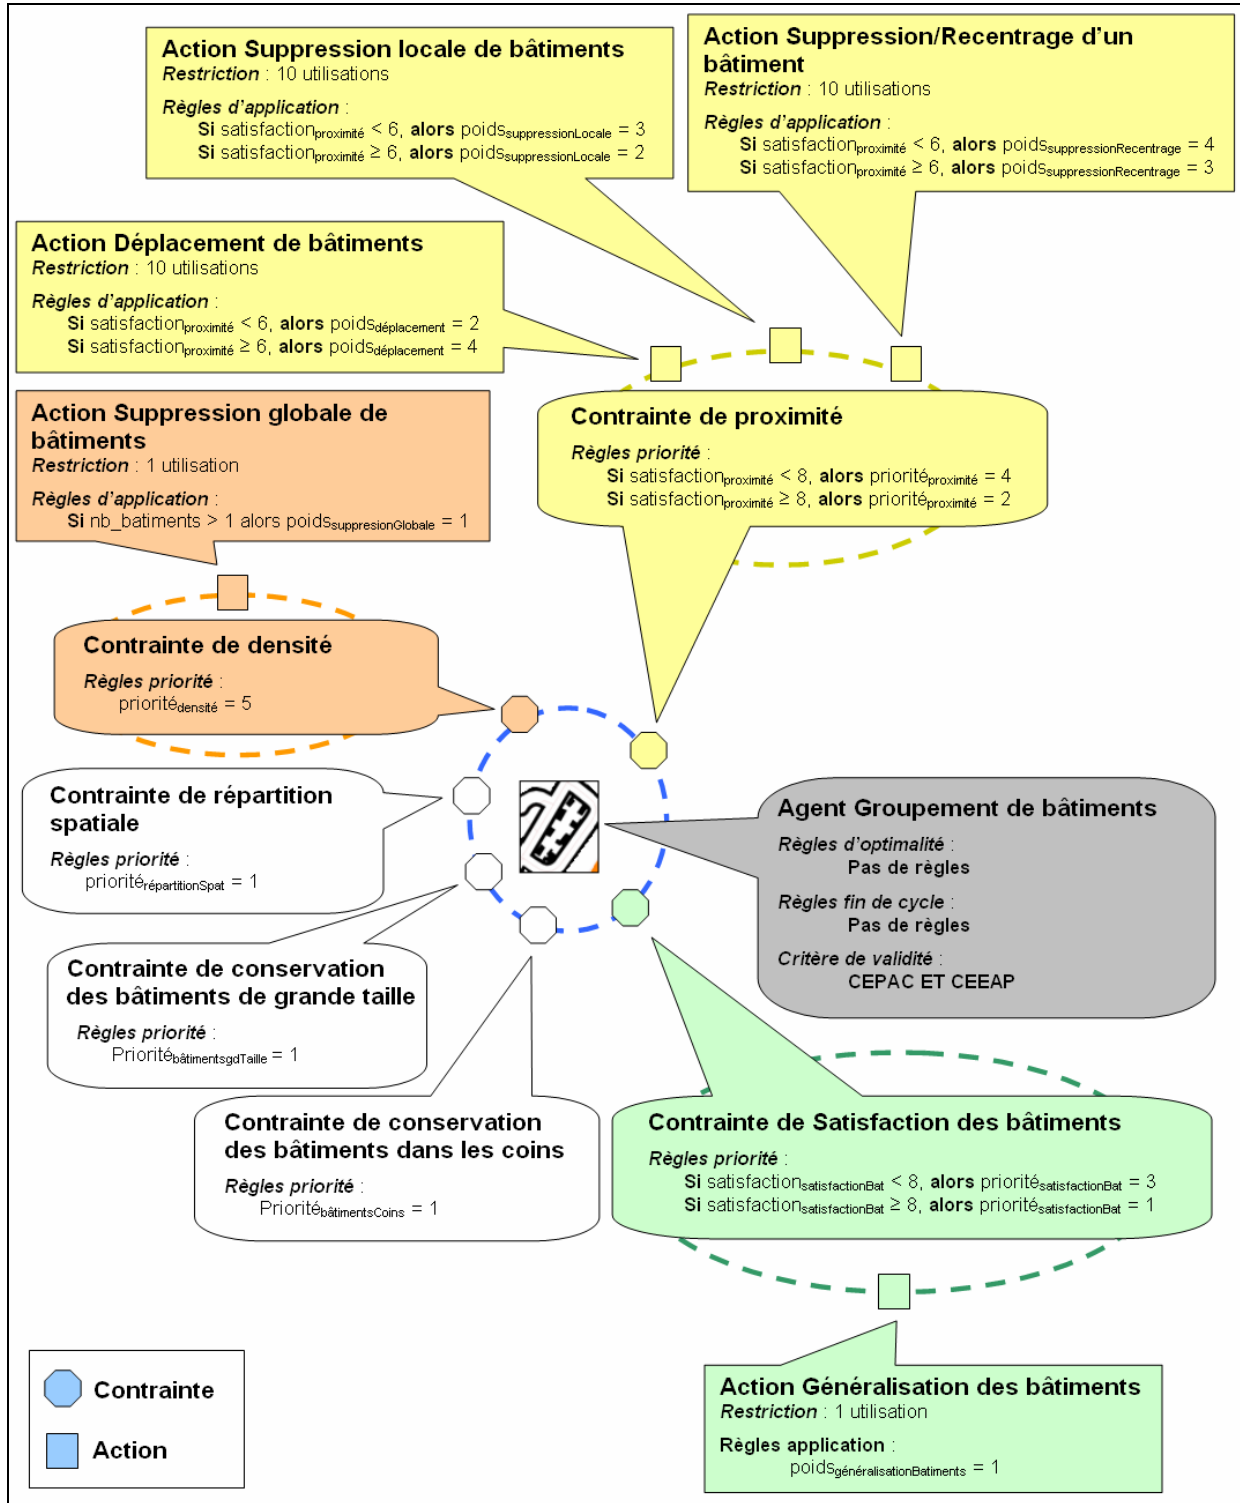 Action Suppression locale de bâtiments
Restriction : 10 utilisations
Règles d'application :
Si satisfactionproximité < 6, alors poidssuppressionLocale = 3
Si satisfactionproximité ≥ 6, alors poidssuppressionLocale = 2
Action Suppression/Recentrage d'un
bâtiment
Restriction : 10 utilisations
Règles d'application :
Si satisfactionproximité < 6, alors poidssuppressionRecentrage = 4
Si satisfactionproximité ≥ 6, alors poidssuppressionRecentrage = 3
Action Déplacement de bâtiments
Restriction : 10 utilisations
Règles d'application :
Si satisfactionproximité < 6, alors poidsdéplacement = 2
Si satisfactionproximité ≥ 6, alors poidsdéplacement = 4
Action Suppression globale de
bâtiments
Restriction : 1 utilisation
Règles d'application :
Si nb_batiments > 1 alors poidssuppresionGlobale = 1
Contrainte de proximité
Règles priorité :
Si satisfactionproximité < 8, alors prioritéproximité = 4
Si satisfactionproximité ≥ 8, alors prioritéproximité = 2
Contrainte de densité
Règles priorité :
prioritédensité = 5
Contrainte de répartition
spatiale
Règles priorité :
prioritérépartitionSpat = 1
Agent Groupement de bâtiments
Règles d'optimalité :
Pas de règles
Règles fin de cycle :
Pas de règles
Critère de validité :
CEPAC ET CEEAP
Contrainte de conservation
des bâtiments de grande taille
Règles priorité :
PrioritébâtimentsgdTaille = 1
Contrainte de conservation
des bâtiments dans les coins
Règles priorité :
PrioritébâtimentsCoins = 1
Contrainte de Satisfaction des bâtiments
Règles priorité :
Si satisfactionsatisfactionBat < 8, alors prioritésatisfactionBat = 3
Si satisfactionsatisfactionBat ≥ 8, alors prioritésatisfactionBat = 1
Action Généralisation des bâtiments
Restriction : 1 utilisation
Règles application :
poidsgénéralisationBatiments = 1
Contrainte
Action